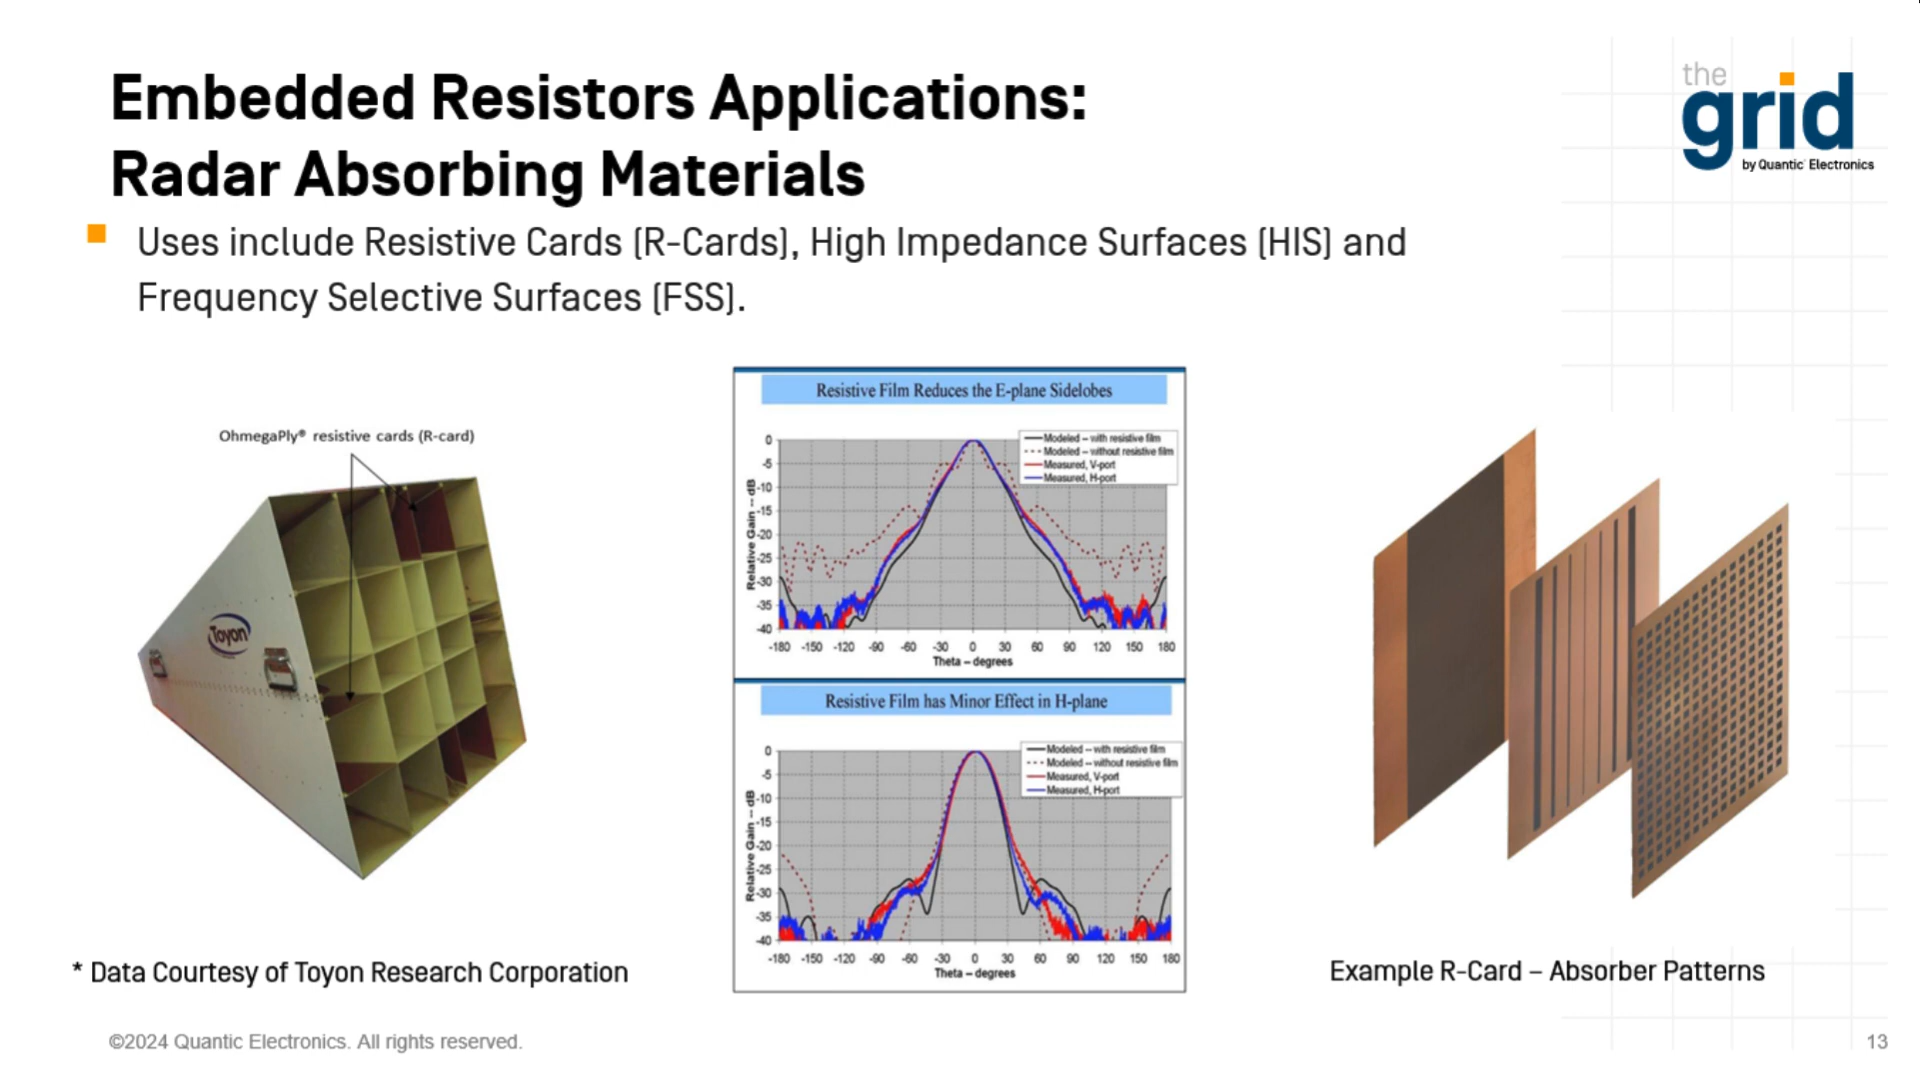 Embedded Resistors Applications:
Radar Absorbing Materials
the
grid
by Quantic Electronics
Uses include Resistive Cards (R-Cards), High Impedance Surfaces (HIS) and
Frequency Selective Surfaces (FSS).
OhmegaPly® resistive cards (R-card)
Toyon
Resistive Film Reduces the E-plane Sidelobes
Modeled -- with resistive film
Modeled -- without resistive film
Measured, V-port
Measured, H-port
Relative Gain -- dB
0
-5
-10
-15
-20
-25
-30
-35
-40
-180 -150 -120 -90 -60 -30 0 30 60 90 120 150 180
Theta -- degrees
Resistive Film has Minor Effect in H-plane
Modeled -- with resistive film
Modeled -- without resistive film
Measured, V-port
Measured, H-port
Relative Gain -- dB
0
-5
-10
-15
-20
-25
-30
-35
-40
-180 -150 -120 -90 -60 -30 0 30 60 90 120 150 180
Theta -- degrees
* Data Courtesy of Toyon Research Corporation
Example R-Card – Absorber Patterns
©2024 Quantic Electronics. All rights reserved.
13